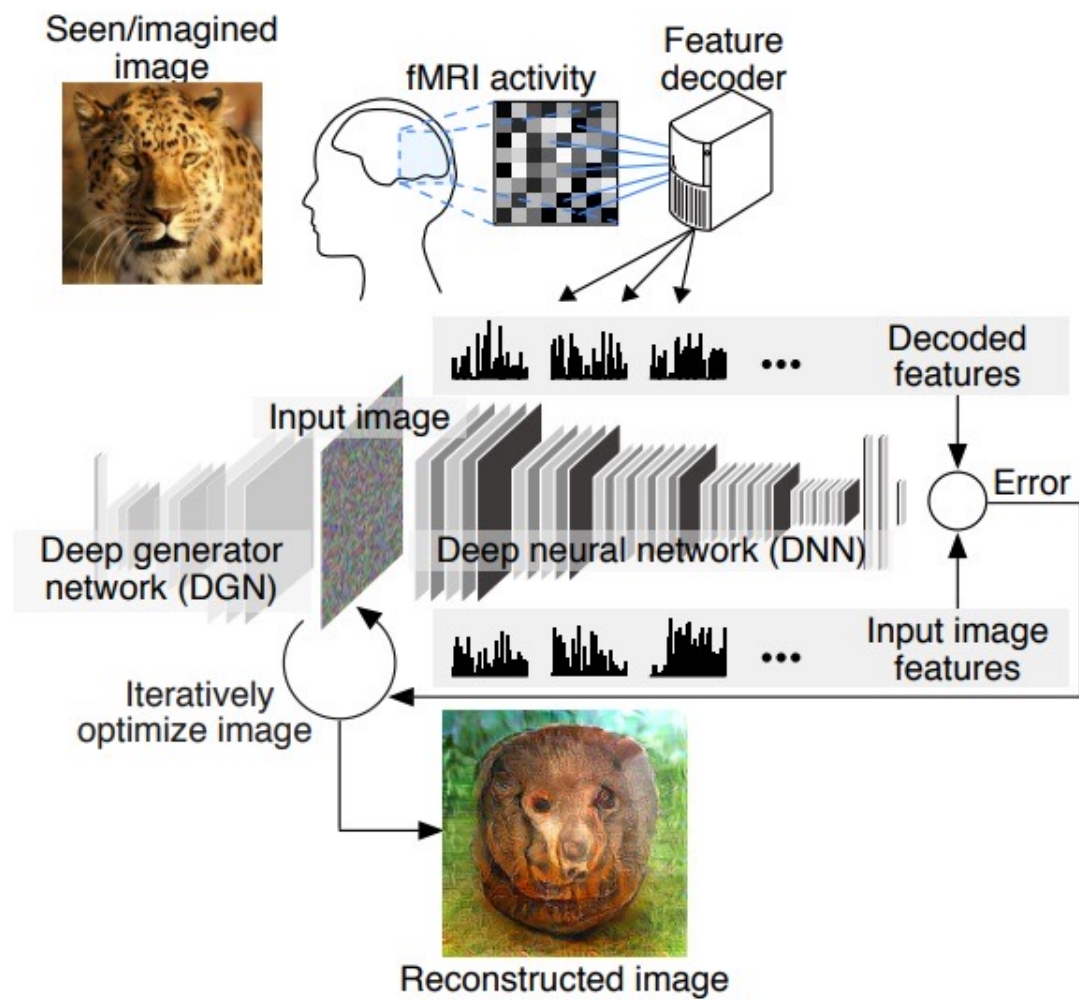 Seen/imagined
image
fMRI activity
Feature
decoder
Decoded
features
Input image
Error
Deep generator
network (DGN)
Deep neural network (DNN)
Input image
features
Iteratively
optimize image
Reconstructed image